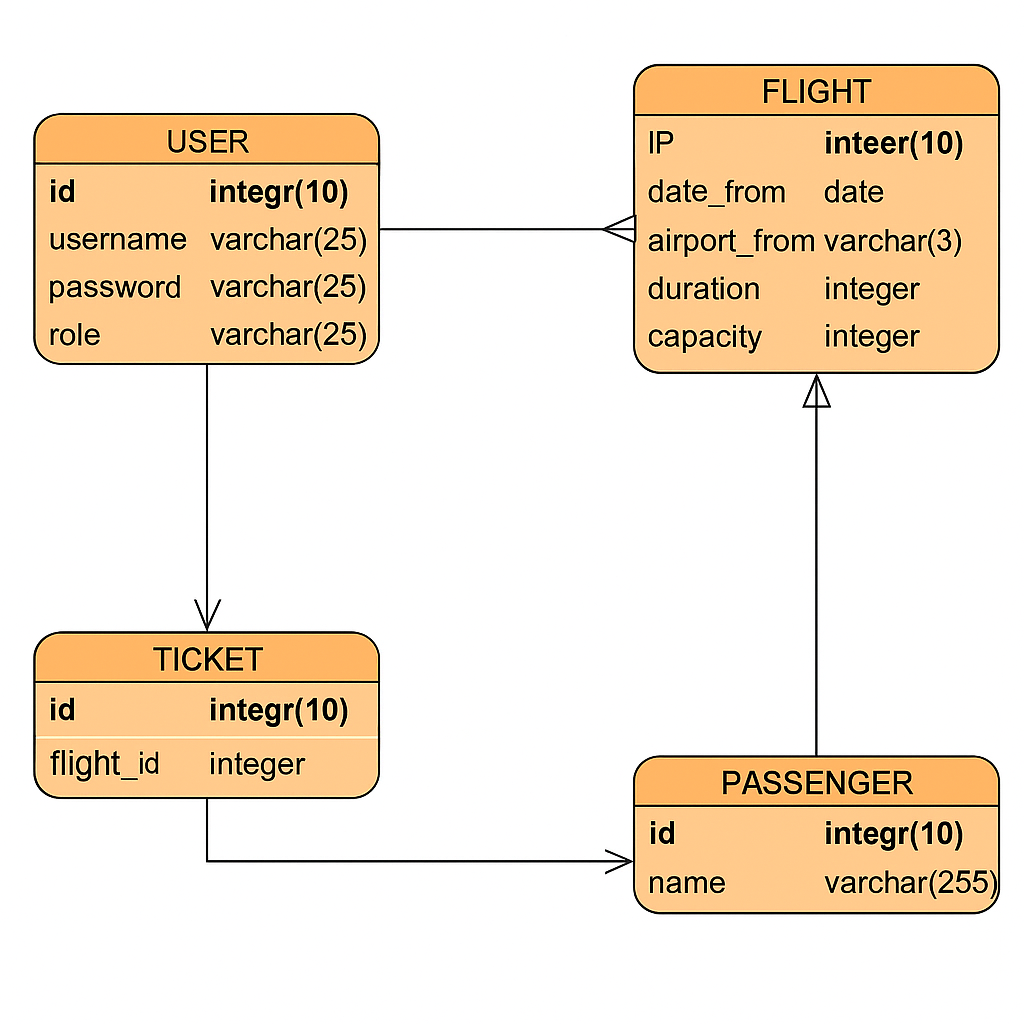 USER
id integr(10)
username varchar(25)
password varchar(25)
role varchar(25)
FLIGHT
IP inteer(10)
date_from date
airport_from varchar(3)
duration integer
capacity integer
TICKET
id integr(10)
flight_id integer
PASSENGER
id integr(10)
name varchar(255)